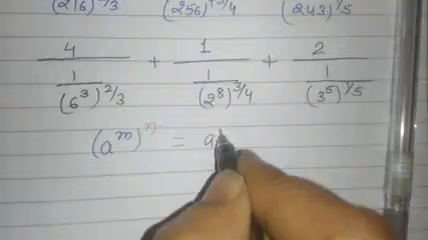 (216)^2/3 (256)^3/4 (243)^1/5
4/(1/(6^3)^2/3) + 1/(1/(2^8)^3/4) + 2/(1/(3^5)^1/5)
(a^m)^n = a